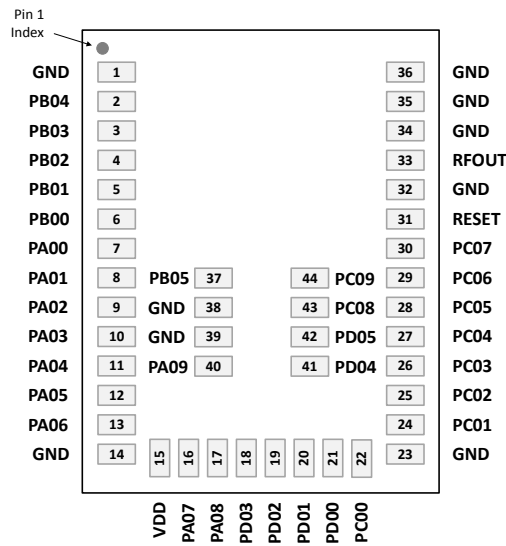 Pin 1
Index
GND 1 36 GND
PB04 2 35 GND
PB03 3 34 GND
PB02 4 33 RFOUT
PB01 5 32 GND
PB00 6 31 RESET
PA00 7 30 PC07
PA01 8 PB05 37 44 PC09 29 PC06
PA02 9 GND 38 43 PC08 28 PC05
PA03 10 GND 39 42 PD05 27 PC04
PA04 11 PA09 40 41 PD04 26 PC03
PA05 12 25 PC02
PA06 13 24 PC01
GND 14 15 16 17 18 19 20 21 22 23 GND
VDD PA07 PA08 PD03 PD02 PD01 PD00 PC00